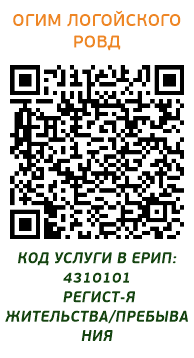 ОГИМ ЛОГОЙСКОГО
РОВД
КОД УСЛУГИ В ЕРИП:
4310101
РЕГИСТ-Я
ЖИТЕЛЬСТВА/ПРЕБЫВА
НИЯ